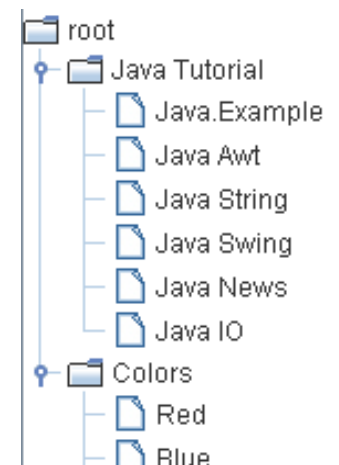 root
Java Tutorial
Java.Example
Java Awt
Java String
Java Swing
Java News
Java IO
Colors
Red
Blue